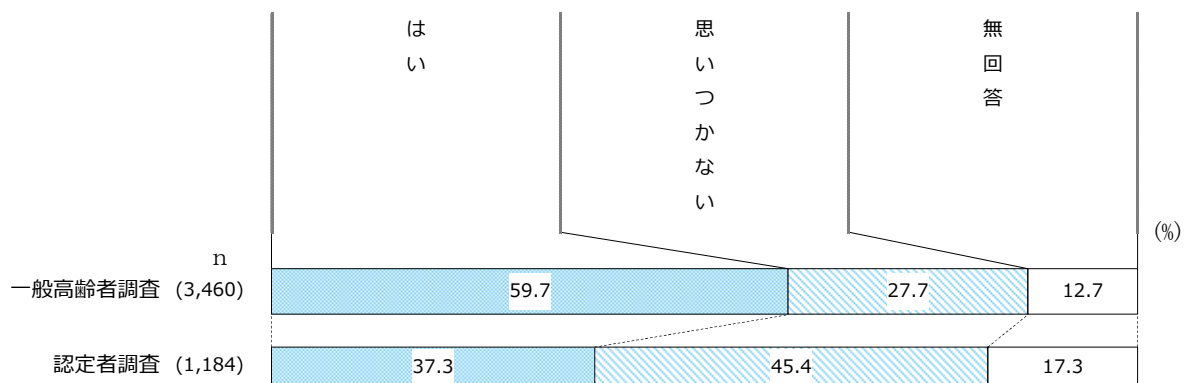 はい
思いつかない
無回答
(%)
n
一般高齢者調査 (3,460)
59.7
27.7
12.7
認定者調査 (1,184)
37.3
45.4
17.3